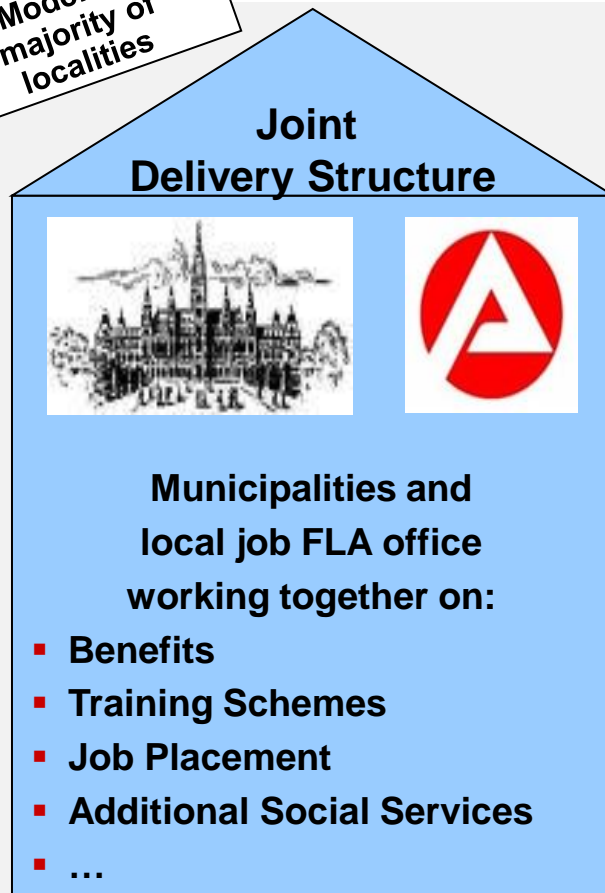 majority of
localities
Joint
Delivery Structure
Municipalities and
local job FLA office
working together on:
▪ Benefits
▪ Training Schemes
▪ Job Placement
▪ Additional Social Services
▪ …